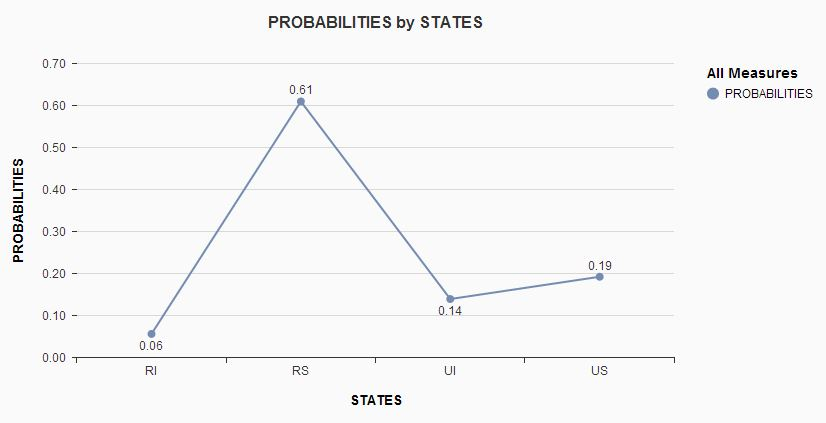 PROBABILITIES by STATES
All Measures
PROBABILITIES
PROBABILITIES
0.70
0.60
0.50
0.40
0.30
0.20
0.10
0.00
0.06
0.61
0.14
0.19
RI RS UI US
STATES